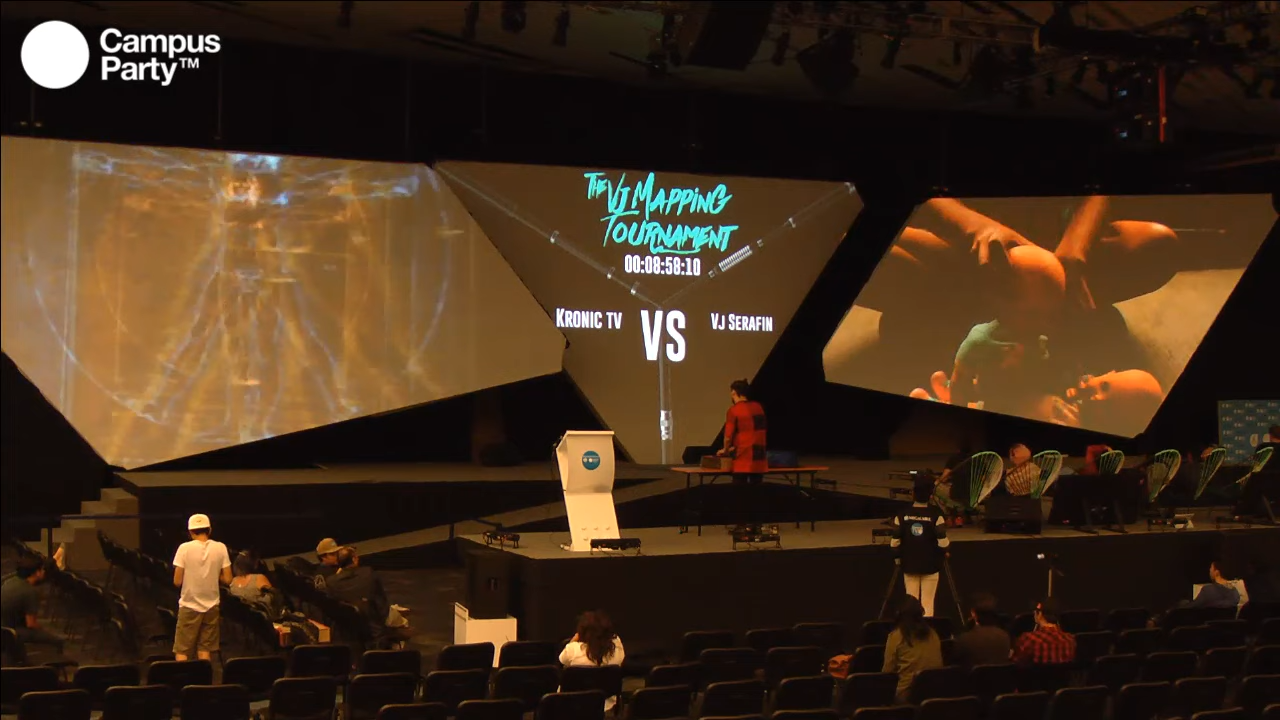 Campus
Party™
THE VJ MAPPING
TOURNAMENT
00:08:58:10
KRONIC TV
VS
VJ SERAFIN